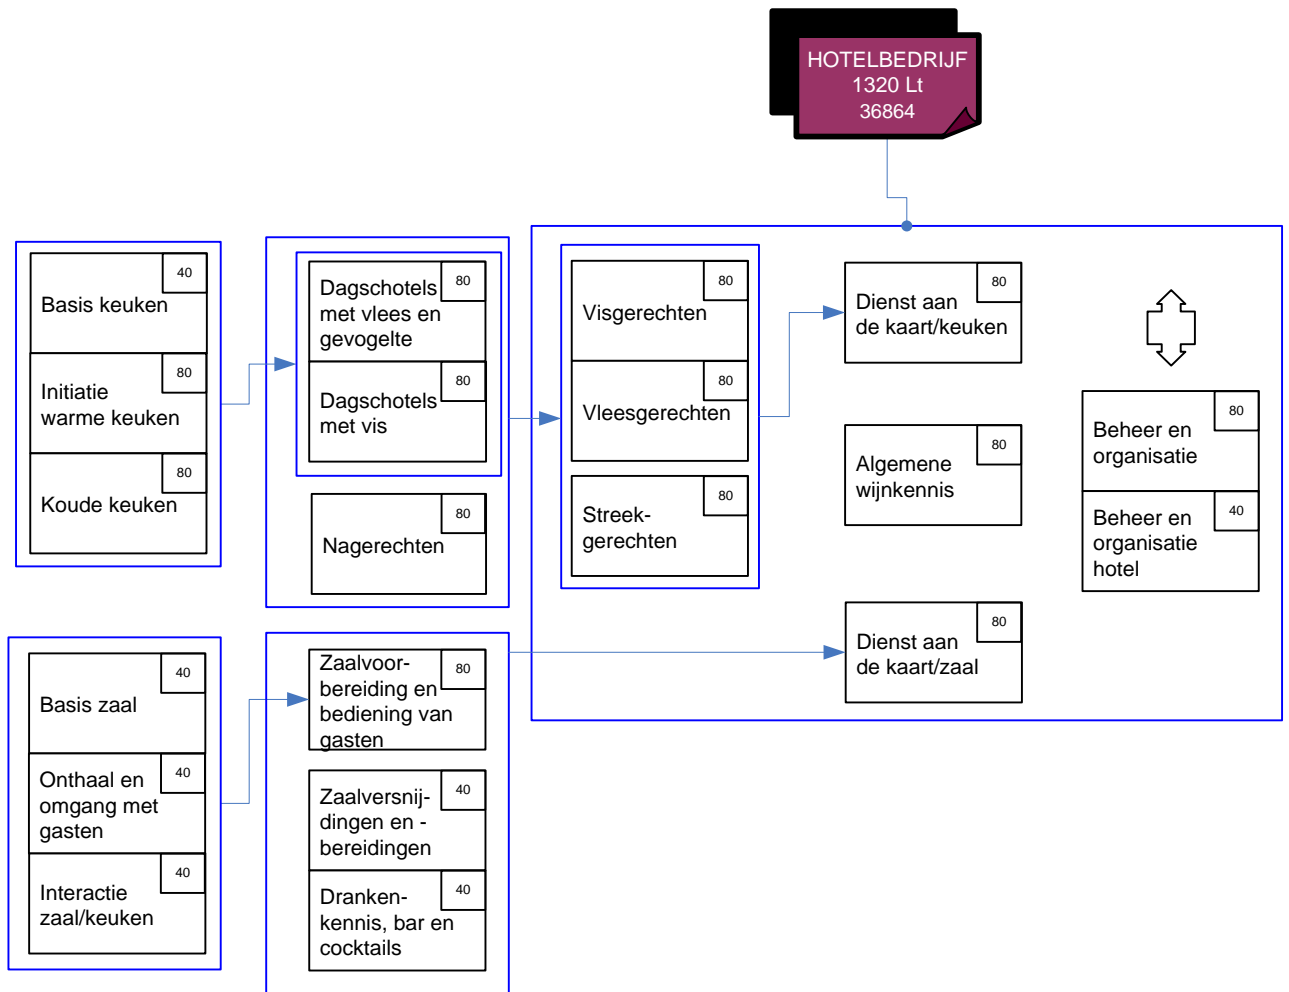 HOTELBEDRIJF
1320 Lt
36864
40
Basis keuken
80
Initiatie
warme keuken
80
Koude keuken
80
Dagschotels
met vlees en
gevogelte
80
Dagschotels
met vis
80
Nagerechten
80
Visgerechten
80
Vleesgerechten
80
Streek-
gerechten
80
Dienst aan
de kaart/keuken
80
Algemene
wijnkennis
80
Beheer en
organisatie
40
Beheer en
organisatie
hotel
80
Dienst aan
de kaart/zaal
40
Basis zaal
40
Onthaal en
omgang met
gasten
40
Interactie
zaal/keuken
80
Zaalvoor-
bereiding en
bediening van
gasten
40
Zaalversnij-
dingen en -
bereidingen
40
Dranken-
kennis, bar en
cocktails